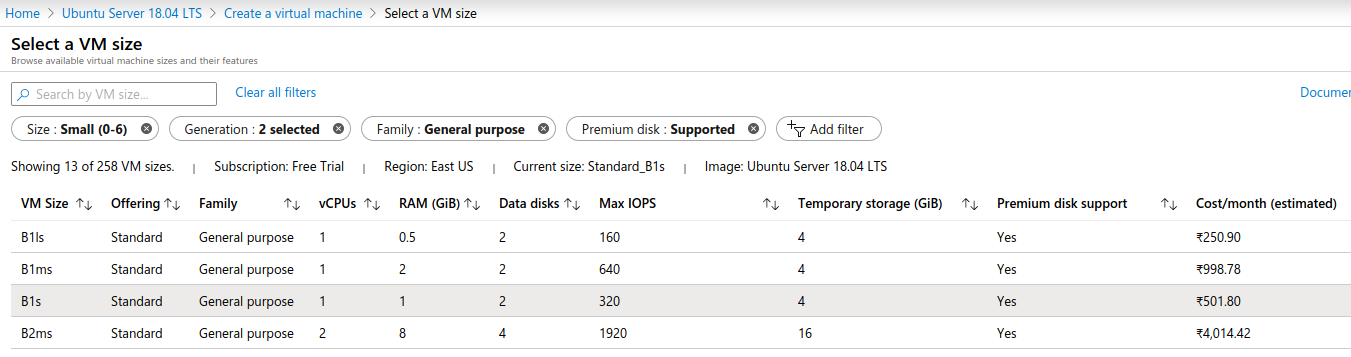 Home > Ubuntu Server 18.04 LTS > Create a virtual machine > Select a VM size
Select a VM size
Browse available virtual machine sizes and their features
Search by VM size... Clear all filters Documen
Size : Small (0-6) Generation : 2 selected Family : General purpose Premium disk : Supported Add filter
Showing 13 of 258 VM sizes. | Subscription: Free Trial | Region: East US | Current size: Standard_B1s | Image: Ubuntu Server 18.04 LTS
VM Size Offering Family vCPUs RAM (GiB) Data disks Max IOPS Temporary storage (GiB) Premium disk support Cost/month (estimated)
B1ls Standard General purpose 1 0.5 2 160 4 Yes ₹250.90
B1ms Standard General purpose 1 2 2 640 4 Yes ₹998.78
B1s Standard General purpose 1 1 2 320 4 Yes ₹501.80
B2ms Standard General purpose 2 8 4 1920 16 Yes ₹4,014.42